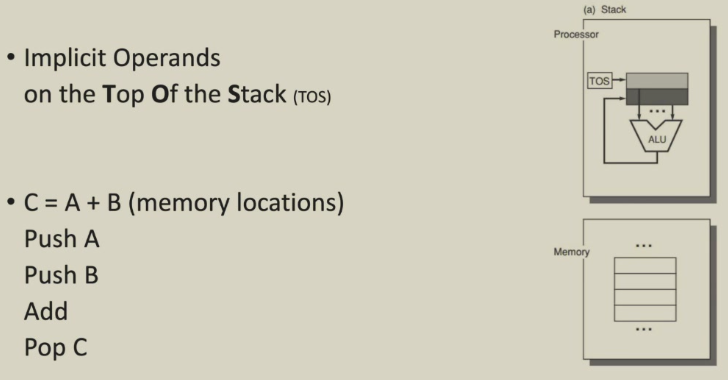 • Implicit Operands
on the Top Of the Stack (TOS)
• C = A + B (memory locations)
Push A
Push B
Add
Pop C
(a) Stack
Processor
TOS
...
ALU
Memory
...
...